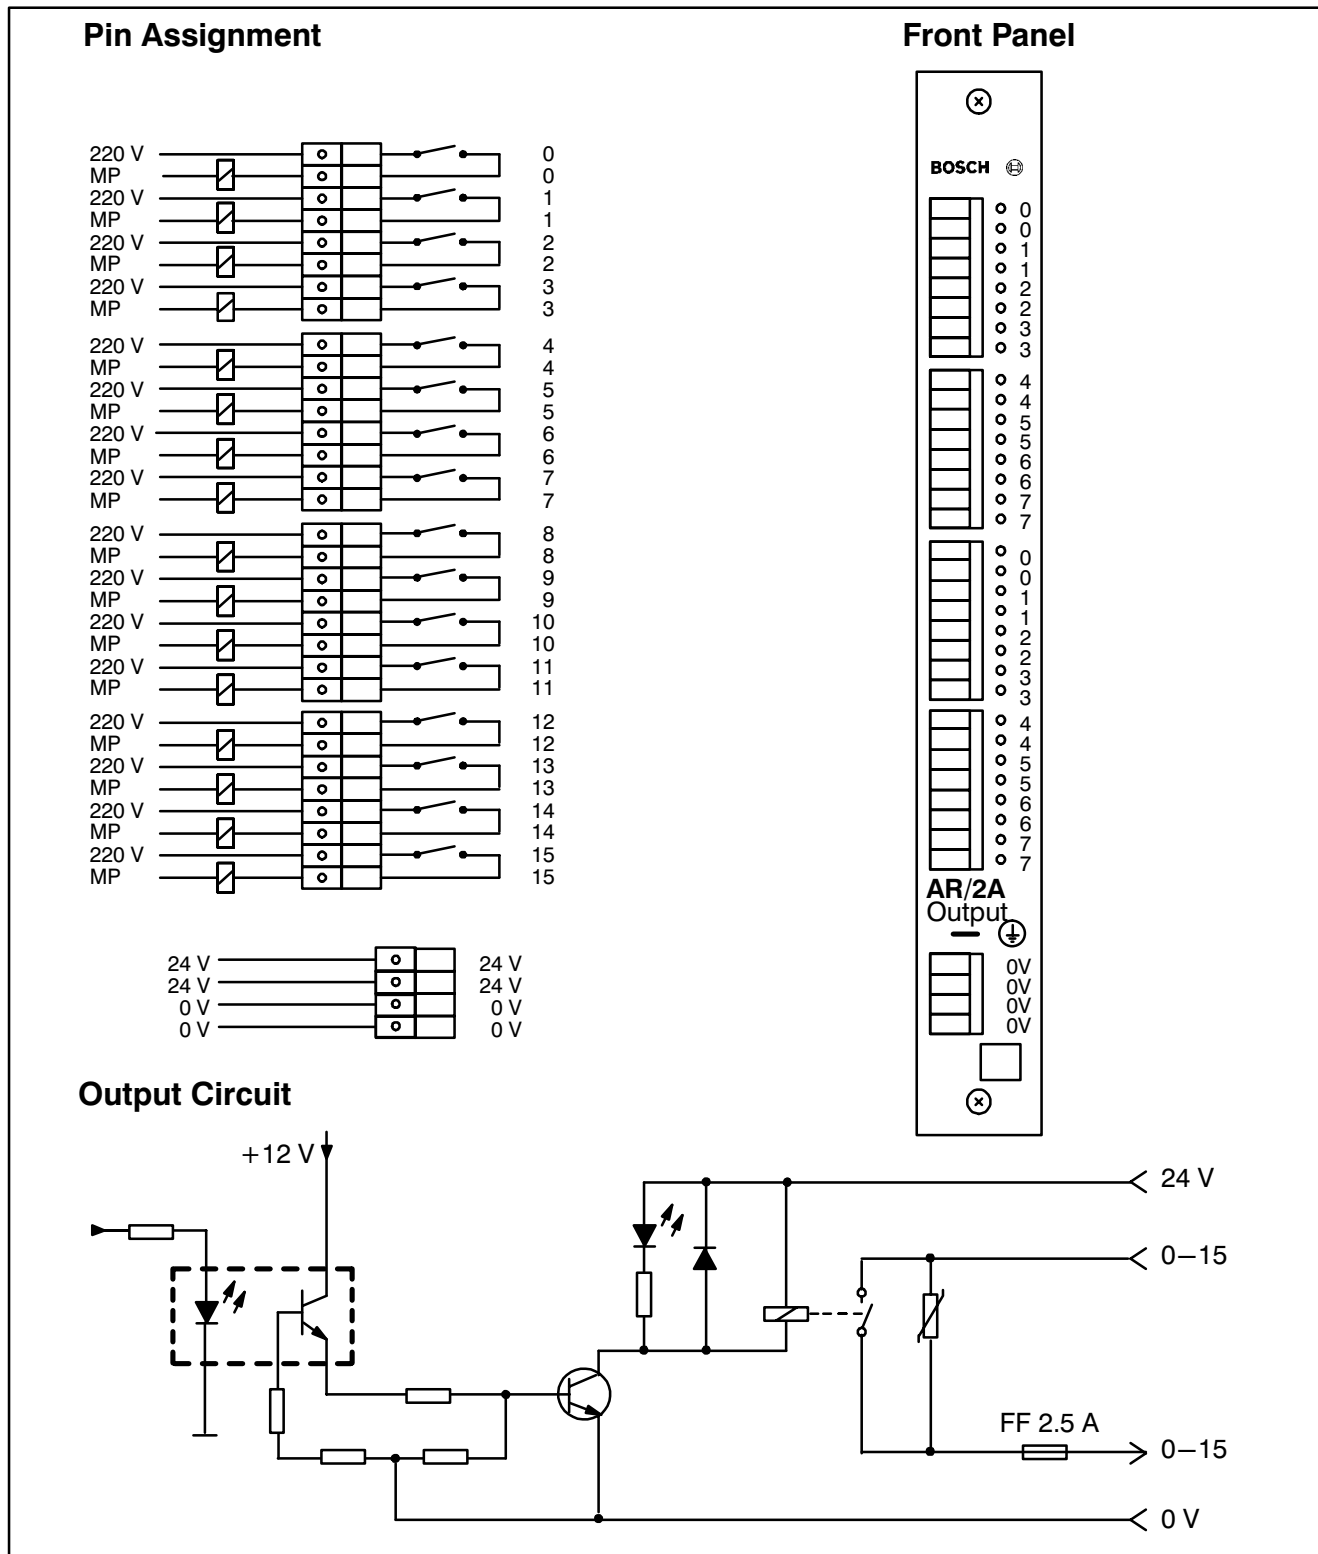 Pin Assignment
Front Panel
220 V 0
MP 0
220 V 1
MP 1
220 V 2
MP 2
220 V 3
MP 3
220 V 4
MP 4
220 V 5
MP 5
220 V 6
MP 6
220 V 7
MP 7
220 V 8
MP 8
220 V 9
MP 9
220 V 10
MP 10
220 V 11
MP 11
220 V 12
MP 12
220 V 13
MP 13
220 V 14
MP 14
220 V 15
MP 15
24 V 24 V
24 V 24 V
0 V 0 V
0 V 0 V
BOSCH
0
0
1
1
2
2
3
3
4
4
5
5
6
6
7
7
0
0
1
1
2
2
3
3
4
4
5
5
6
6
7
7
AR/2A
Output
0V
0V
0V
0V
Output Circuit
+12 V
24 V
0–15
FF 2.5 A
0–15
0 V